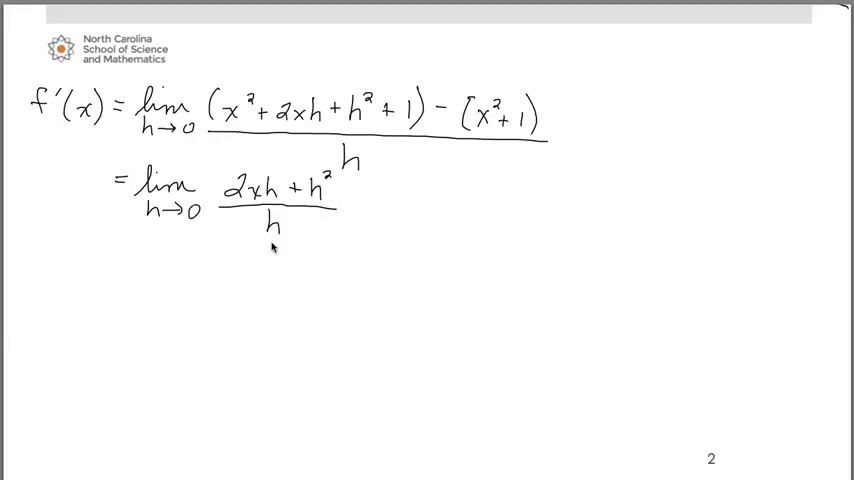 North Carolina
School of Science
and Mathematics
f'(x) = lim h→0 (x² + 2xh + h² + 1) - (x² + 1) / h
= lim h→0 2xh + h² / h
2